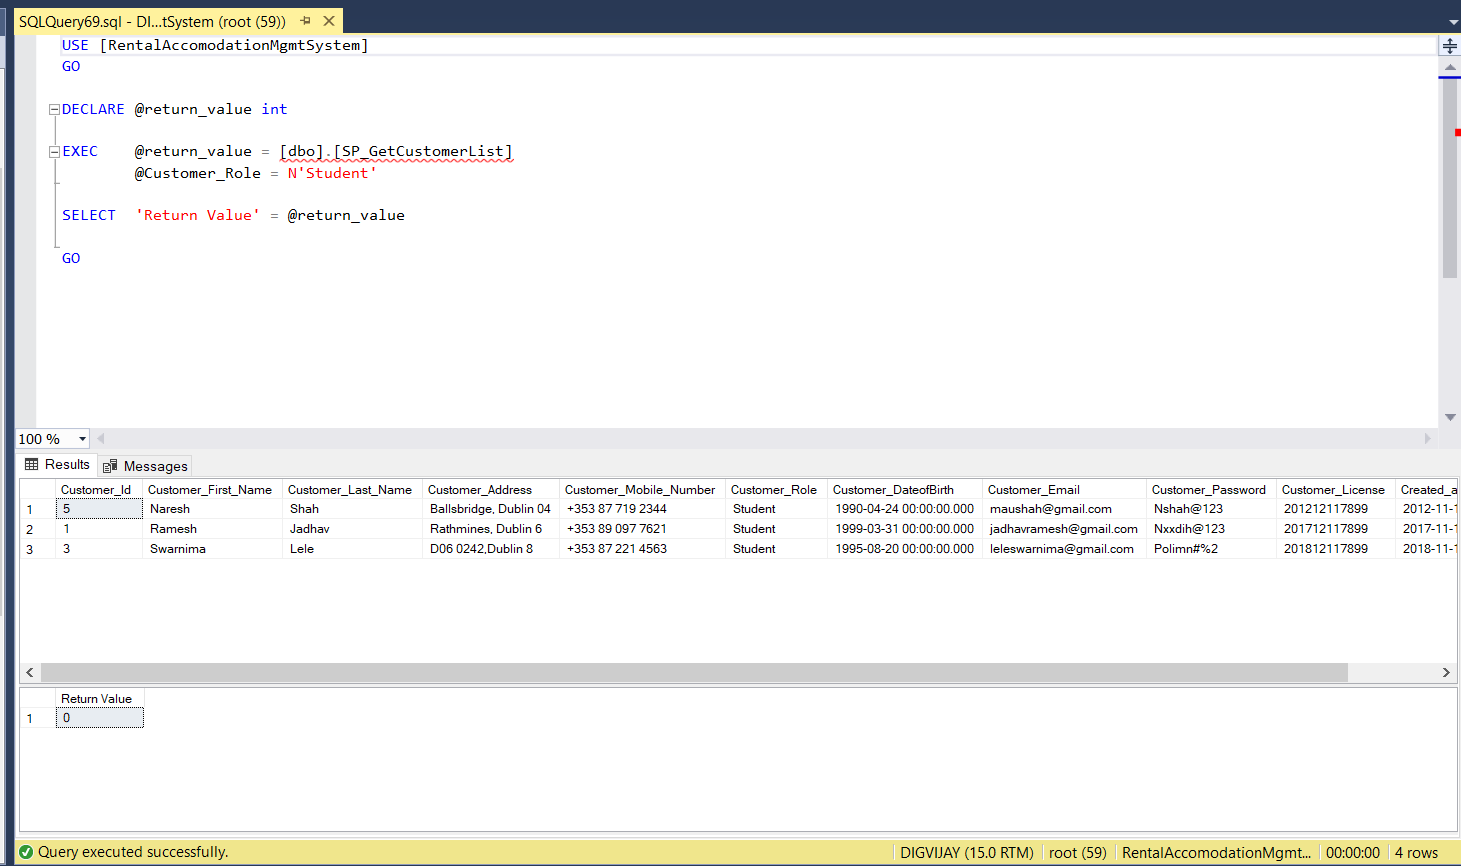 SQLQuery69.sql - DI...tSystem (root (59))
USE [RentalAccomodationMgmtSystem]
GO
DECLARE @return_value int
EXEC @return_value = [dbo].[SP_GetCustomerList]
@Customer_Role = N'Student'
SELECT 'Return Value' = @return_value
GO
100 %
Results Messages
Customer_Id Customer_First_Name Customer_Last_Name Customer_Address Customer_Mobile_Number Customer_Role Customer_DateofBirth Customer_Email Customer_Password Customer_License Created_a
1 5 Naresh Shah Ballsbridge, Dublin 04 +353 87 719 2344 Student 1990-04-24 00:00:00.000 maushah@gmail.com Nshah@123 201212117899 2012-11-1
2 1 Ramesh Jadhav Rathmines, Dublin 6 +353 89 097 7621 Student 1999-03-31 00:00:00.000 jadhavramesh@gmail.com Nxxdih@123 201712117899 2017-11-1
3 3 Swarnima Lele D06 0242,Dublin 8 +353 87 221 4563 Student 1995-08-20 00:00:00.000 leleswarnima@gmail.com Polimn#%2 201812117899 2018-11-1
Return Value
1 0
Query executed successfully. DIGVIJAY (15.0 RTM) root (59) RentalAccomodationMgmt... 00:00:00 4 rows